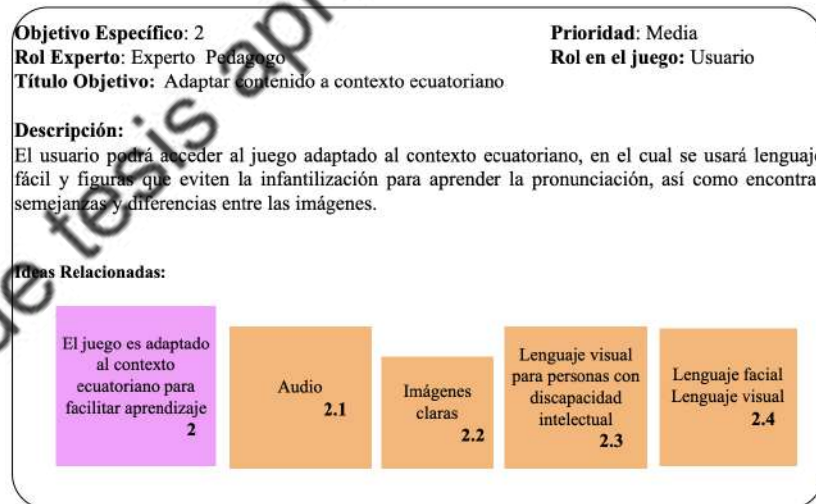 Objetivo Específico: 2
Prioridad: Media
Rol Experto: Experto Pedagogo
Rol en el juego: Usuario
Título Objetivo: Adaptar contenido a contexto ecuatoriano
Descripción:
El usuario podrá acceder al juego adaptado al contexto ecuatoriano, en el cual se usará lenguaje
fácil y figuras que eviten la infantilización para aprender la pronunciación, así como encontra
semejanzas y diferencias entre las imágenes.
Ideas Relacionadas:
El juego es adaptado
al contexto
ecuatoriano para
facilitar aprendizaje
2
Audio
2.1
Imágenes
claras
2.2
Lenguaje visual
para personas con
discapacidad
intelectual
2.3
Lenguaje facial
Lenguaje visual
2.4
de tesis apr